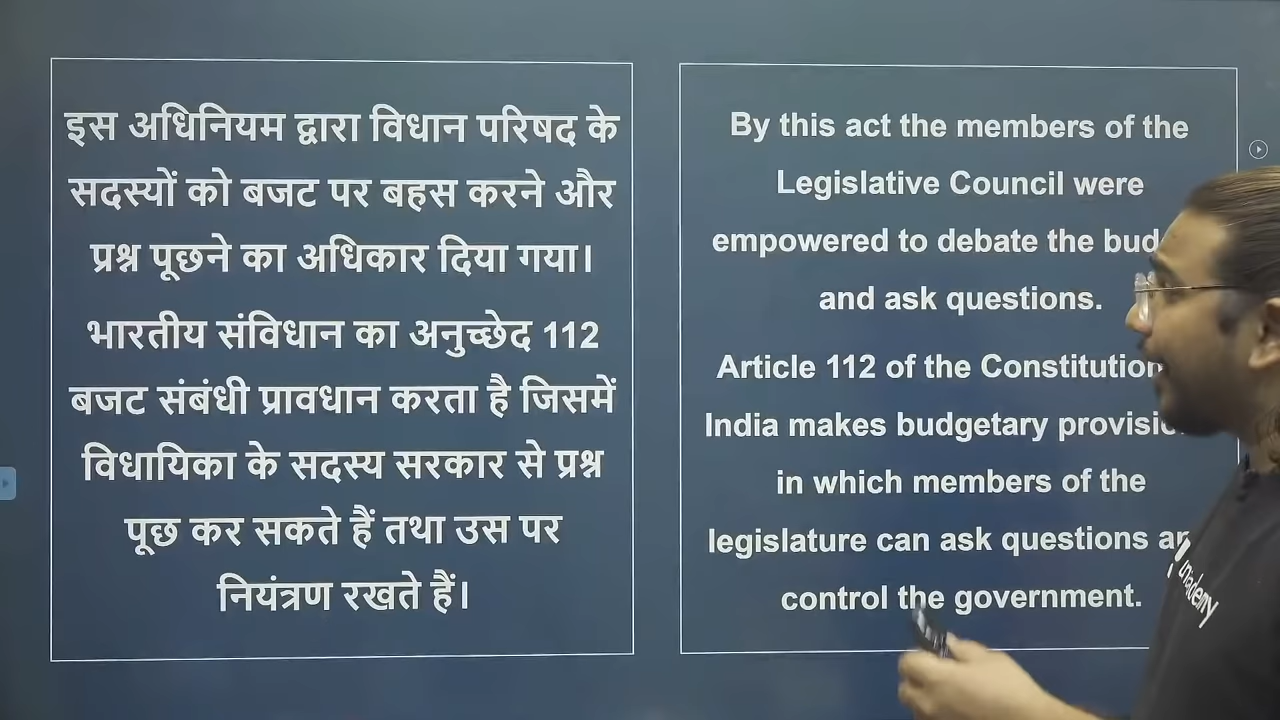 इस अधिनियम द्वारा विधान परिषद के
सदस्यों को बजट पर बहस करने और
प्रश्न पूछने का अधिकार दिया गया।
भारतीय संविधान का अनुच्छेद 112
बजट संबंधी प्रावधान करता है जिसमें
विधायिका के सदस्य सरकार से प्रश्न
पूछ कर सकते हैं तथा उस पर
नियंत्रण रखते हैं।
By this act the members of the
Legislative Council were
empowered to debate the
and ask questions.
Article 112 of the Constitution
India makes budgetary
in which members of the
legislature can ask questions
control the government.